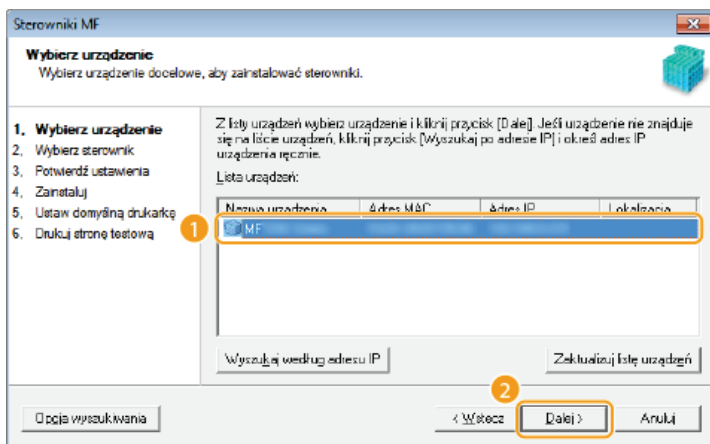 Sterowniki MF
Wybierz urządzenie
Wybierz urządzenie docelowe, aby zainstalować sterowniki.
1. Wybierz urządzenie
2. Wybierz sterownik
3. Potwierdź ustawienia
4. Zainstaluj
5. Ustaw domyślną drukarkę
6. Drukuj stronę testową
Z listy urządzeń wybierz urządzenie i kliknij przycisk [Dalej]. Jeśli urządzenie nie znajduje
się na liście urządzeń, kliknij przycisk [Wyszukaj po adresie IP] i określ adres IP
urządzenia ręcznie.
Lista urządzeń:
Nazwa urządzenia Adres MAC Adres IP Lokalizacja
1 MF
Wyszukaj według adresu IP Zaktualizuj listę urządzeń
2
Opcja wyszukiwania < Wstecz Dalej > Anuluj